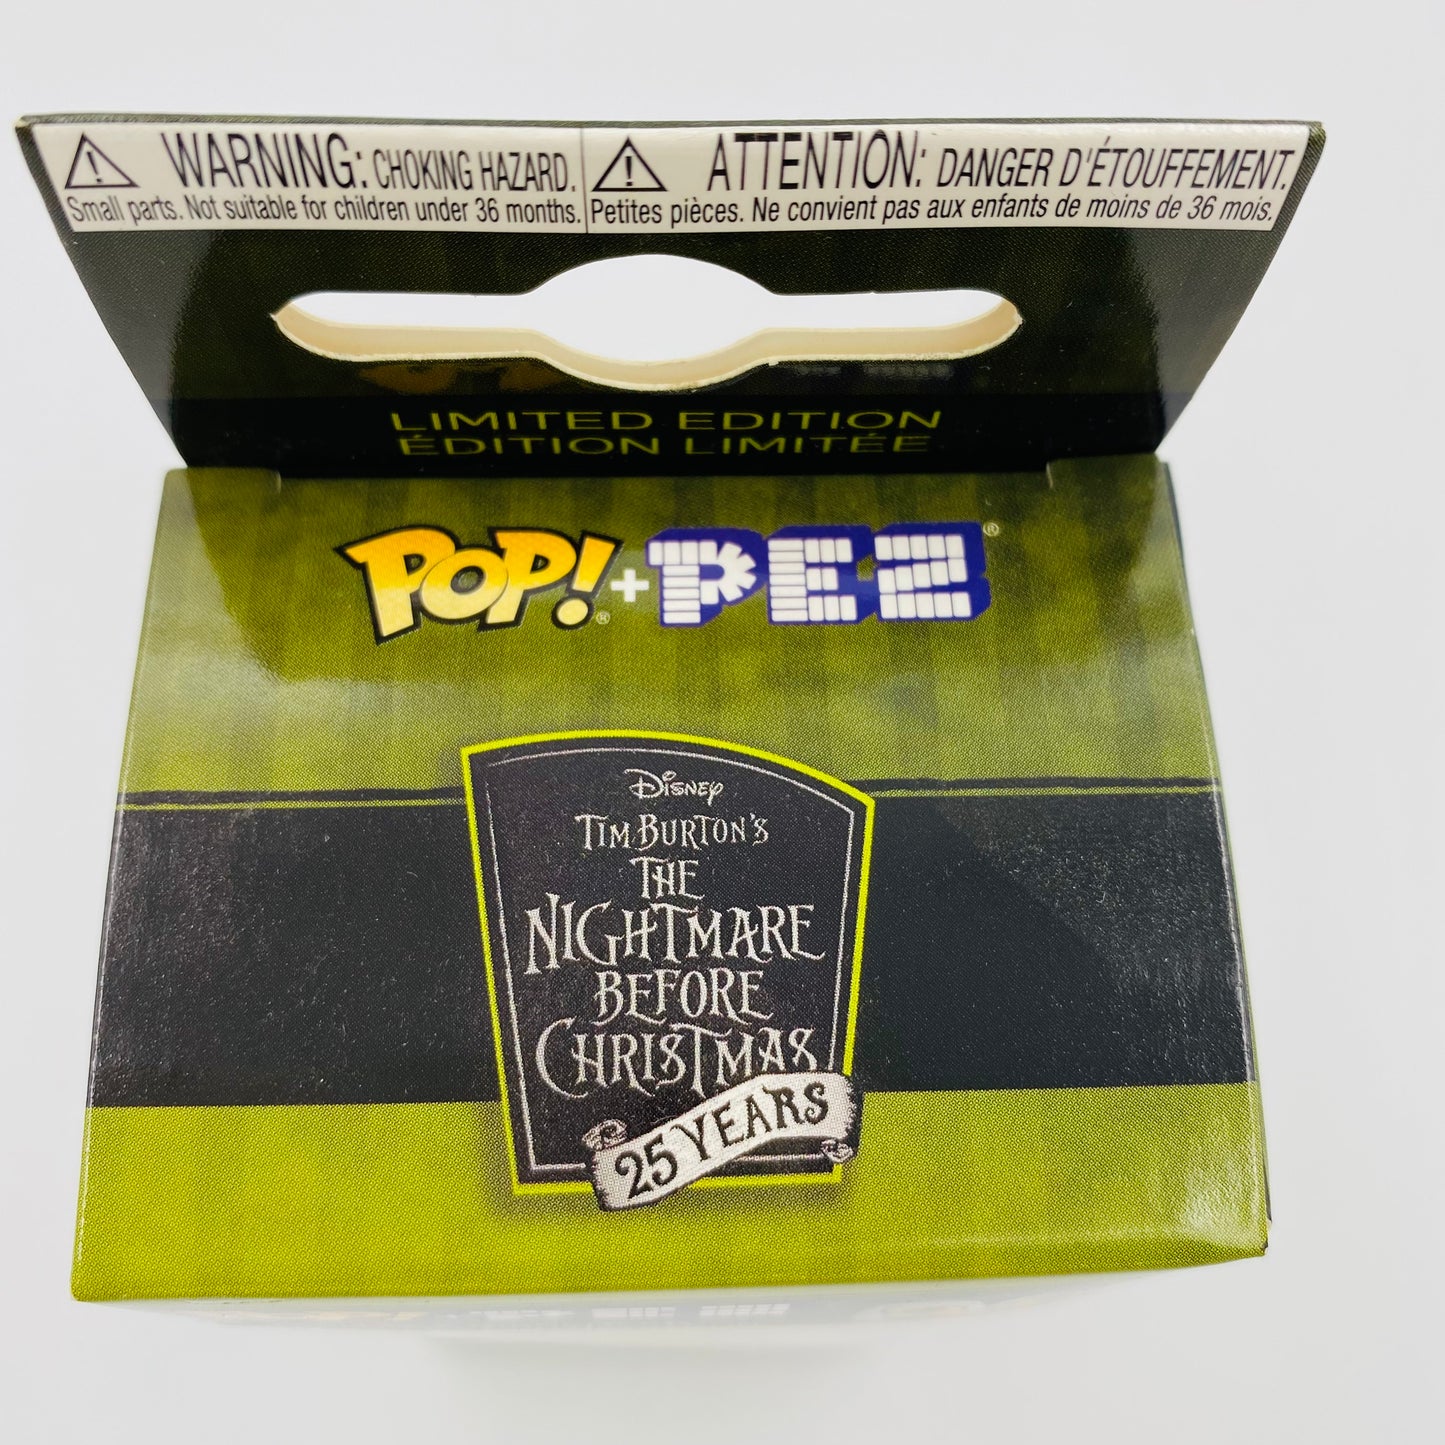 WARNING: CHOKING HAZARD.
Small parts. Not suitable for children under 36 months.
ATTENTION: DANGER D'ÉTOUFFEMENT.
Petites pièces. Ne convient pas aux enfants de moins de 36 mois.
LIMITED EDITION
ÉDITION LIMITÉE
POP!® + PEZ®
Disney
TIM BURTON'S
THE
NIGHTMARE
BEFORE
CHRISTMAS
25 YEARS